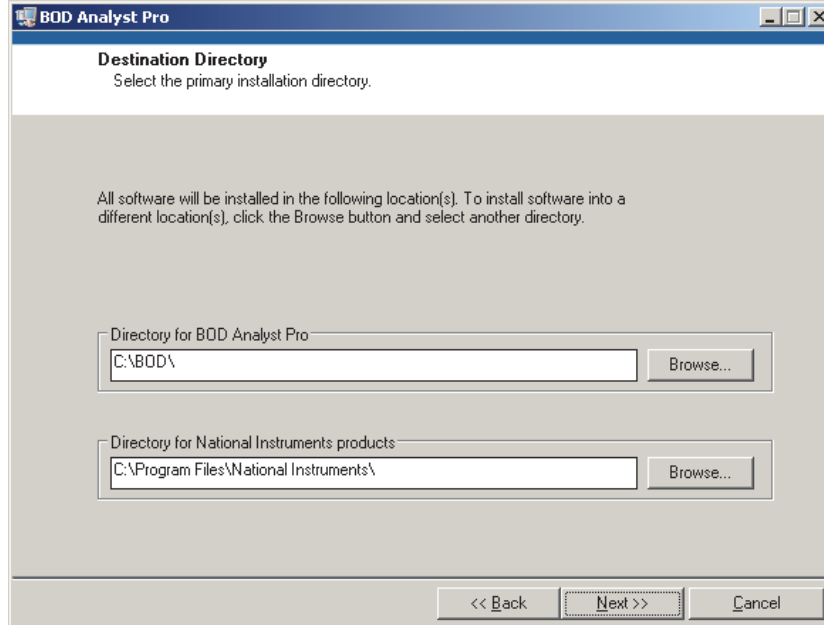 BOD Analyst Pro
Destination Directory
Select the primary installation directory.
All software will be installed in the following location(s). To install software into a
different location(s), click the Browse button and select another directory.
Directory for BOD Analyst Pro
C:\BOD\
Browse...
Directory for National Instruments products
C:\Program Files\National Instruments\
Browse...
<< Back
Next >>
Cancel